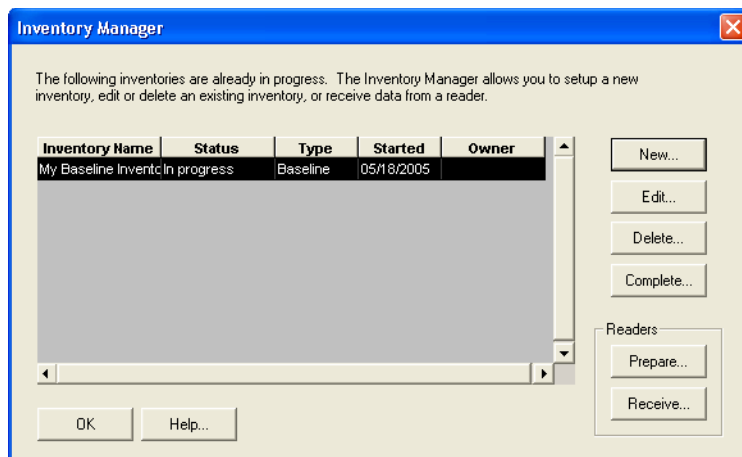 Inventory Manager
The following inventories are already in progress. The Inventory Manager allows you to setup a new
inventory, edit or delete an existing inventory, or receive data from a reader.
Inventory Name Status Type Started Owner
My Baseline Invento In progress Baseline 05/18/2005
New...
Edit...
Delete...
Complete...
Readers
Prepare...
Receive...
OK Help...